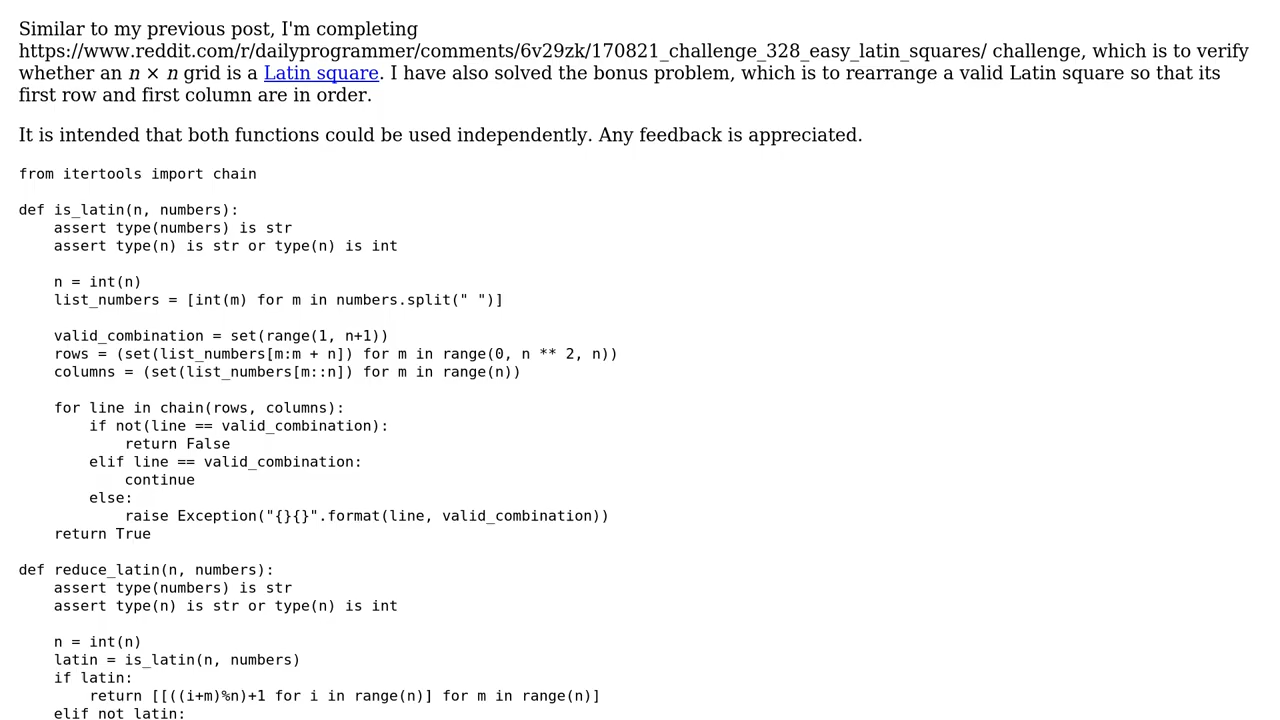 Similar to my previous post, I'm completing
https://www.reddit.com/r/dailyprogrammer/comments/6v29zk/170821_challenge_328_easy_latin_squares/ challenge, which is to verify
whether an n × n grid is a Latin square. I have also solved the bonus problem, which is to rearrange a valid Latin square so that its
first row and first column are in order.

It is intended that both functions could be used independently. Any feedback is appreciated.

from itertools import chain

def is_latin(n, numbers):
    assert type(numbers) is str
    assert type(n) is str or type(n) is int

    n = int(n)
    list_numbers = [int(m) for m in numbers.split(" ")]

    valid_combination = set(range(1, n+1))
    rows = (set(list_numbers[m:m + n]) for m in range(0, n ** 2, n))
    columns = (set(list_numbers[m::n]) for m in range(n))

    for line in chain(rows, columns):
        if not(line == valid_combination):
            return False
        elif line == valid_combination:
            continue
        else:
            raise Exception("{}{}".format(line, valid_combination))
    return True

def reduce_latin(n, numbers):
    assert type(numbers) is str
    assert type(n) is str or type(n) is int

    n = int(n)
    latin = is_latin(n, numbers)
    if latin:
        return [[((i+m)%n)+1 for i in range(n)] for m in range(n)]
    elif not latin: